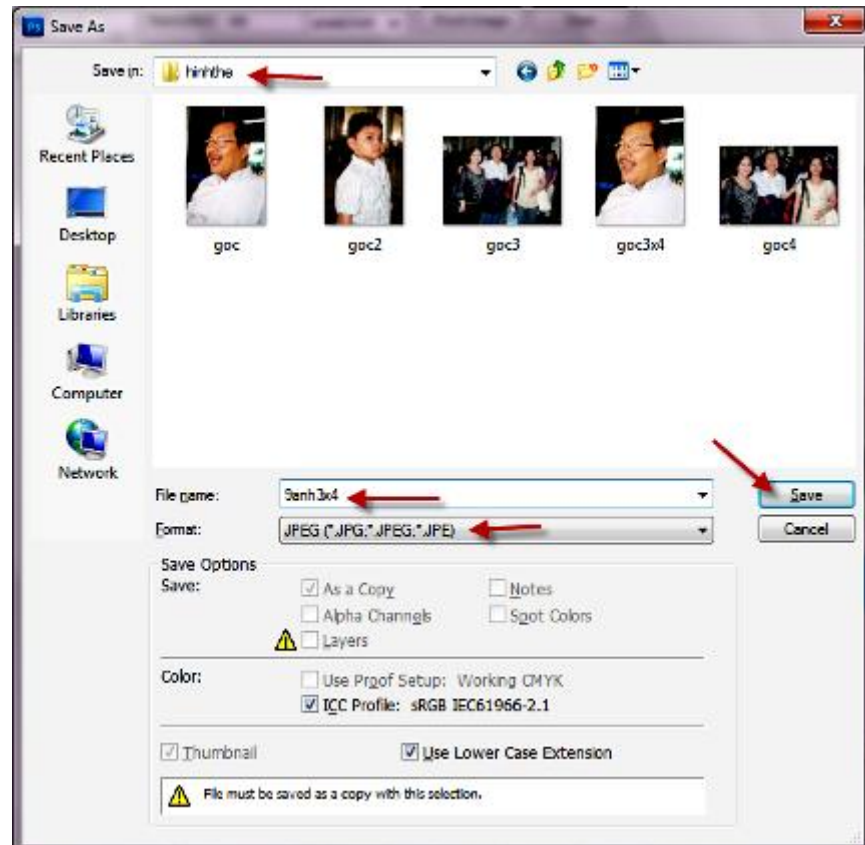 Ps Save As
Save in: hinhthe
Recent Places
Desktop
Libraries
Computer
Network
goc goc2 goc3 goc3x4 goc4
File name: 9anh3x4 Save
Format: JPEG (*.JPG;*.JPEG;*.JPE) Cancel
Save Options
Save: As a Copy Notes
Alpha Channels Spot Colors
Layers
Color: Use Proof Setup: Working CMYK
ICC Profile: sRGB IEC61966-2.1
Thumbnail Use Lower Case Extension
File must be saved as a copy with this selection.